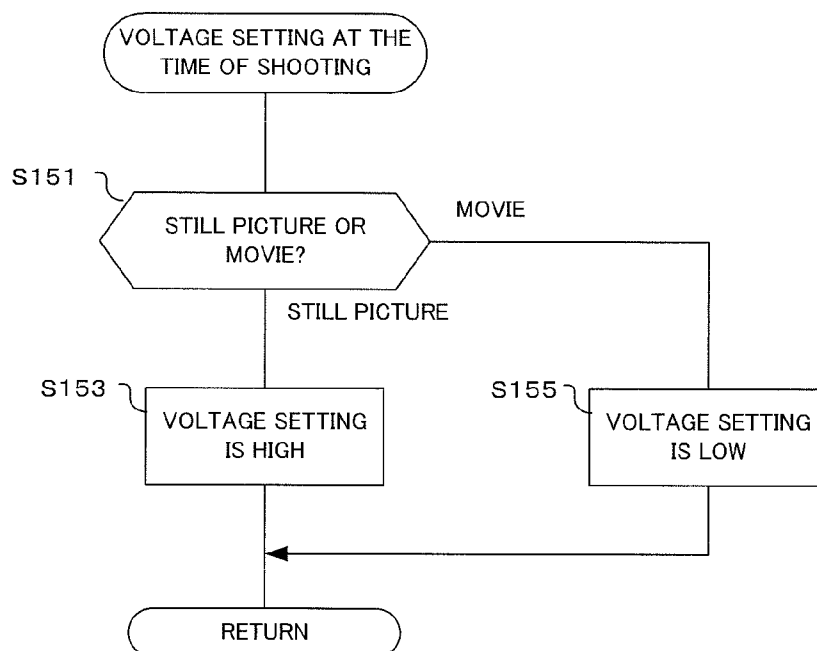 VOLTAGE SETTING AT THE
TIME OF SHOOTING
S151
STILL PICTURE OR
MOVIE?
MOVIE
STILL PICTURE
S153
VOLTAGE SETTING
IS HIGH
S155
VOLTAGE SETTING
IS LOW
RETURN